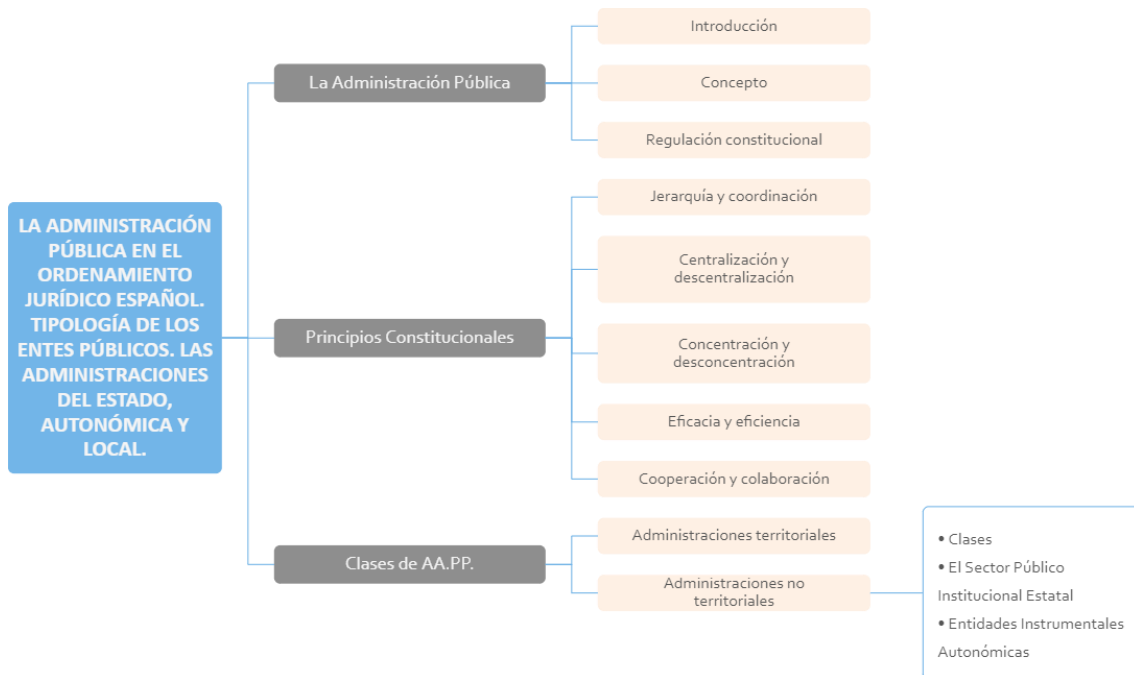 LA ADMINISTRACIÓN
PÚBLICA EN EL
ORDENAMIENTO
JURÍDICO ESPAÑOL.
TIPOLOGÍA DE LOS
ENTES PÚBLICOS. LAS
ADMINISTRACIONES
DEL ESTADO,
AUTONÓMICA Y
LOCAL.
La Administración Pública
Introducción
Concepto
Regulación constitucional
Principios Constitucionales
Jerarquía y coordinación
Centralización y
descentralización
Concentración y
desconcentración
Eficacia y eficiencia
Cooperación y colaboración
Clases de AA.PP.
Administraciones territoriales
Administraciones no
territoriales
• Clases
• El Sector Público
Institucional Estatal
• Entidades Instrumentales
Autonómicas